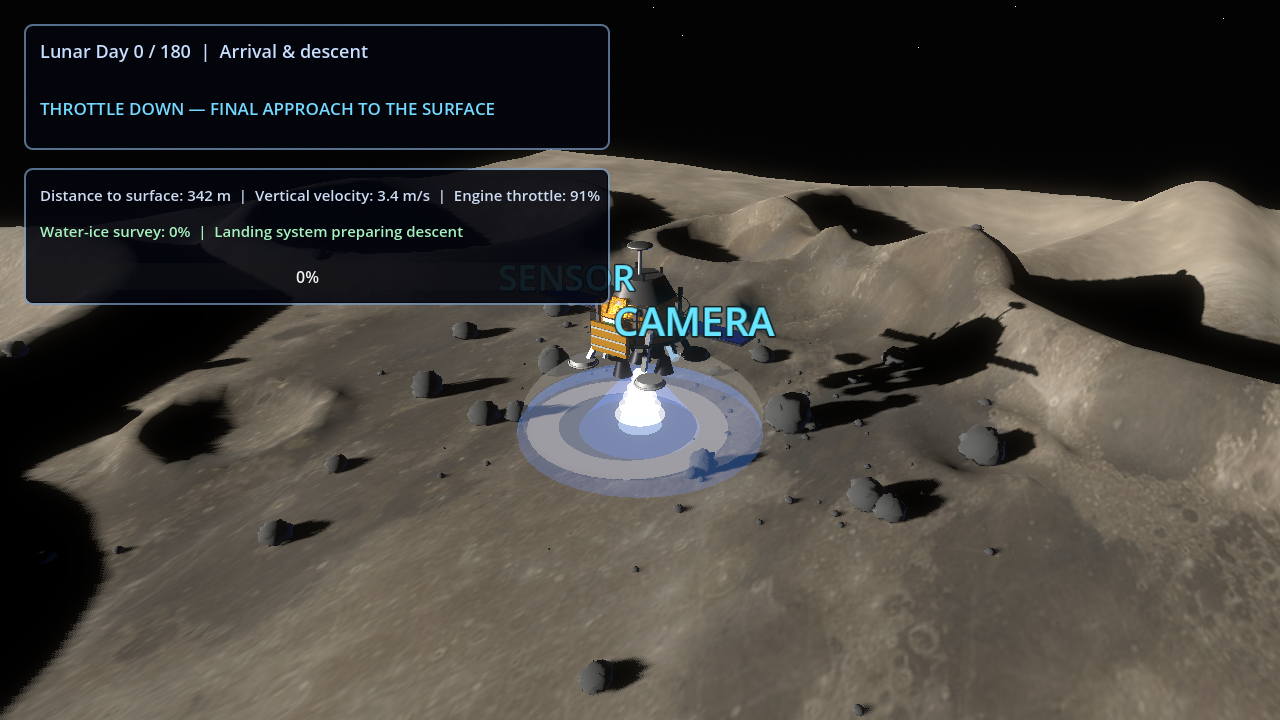 Lunar Day 0 / 180 | Arrival & descent
THROTTLE DOWN — FINAL APPROACH TO THE SURFACE
Distance to surface: 342 m | Vertical velocity: 3.4 m/s | Engine throttle: 91%
Water-ice survey: 0% | Landing system preparing descent
0%
SENSOR
CAMERA